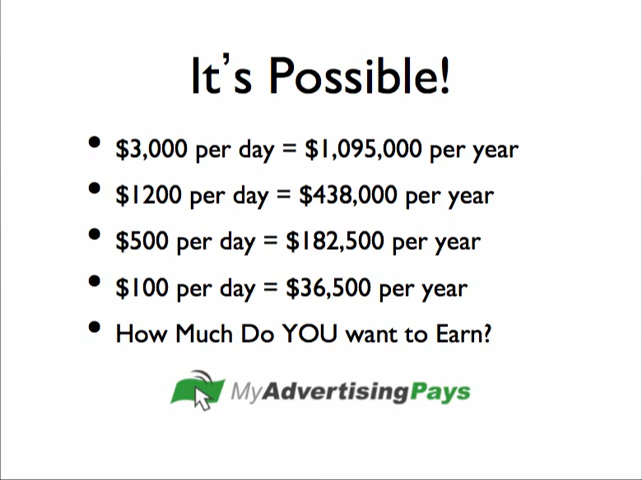 It's Possible!
• $3,000 per day = $1,095,000 per year
• $1200 per day = $438,000 per year
• $500 per day = $182,500 per year
• $100 per day = $36,500 per year
• How Much Do YOU want to Earn?
MyAdvertisingPays